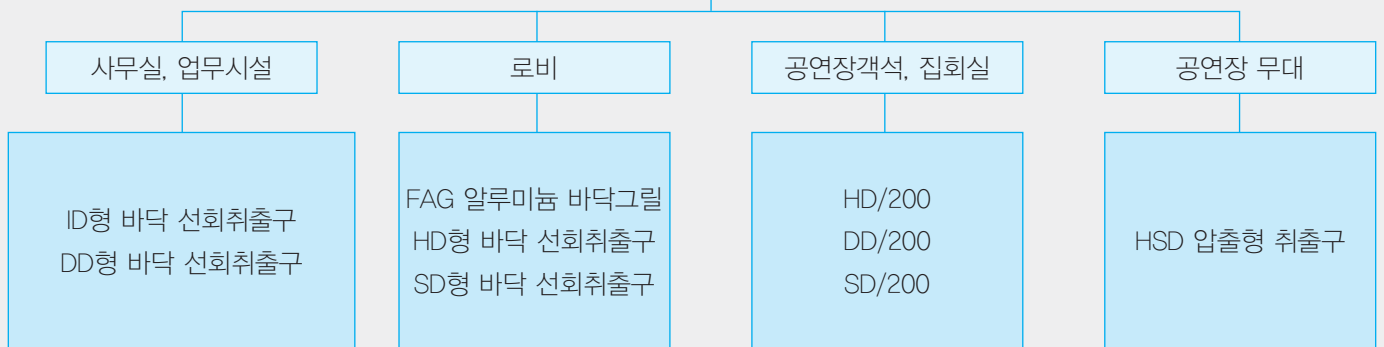 사무실, 업무시설
로비
공연장객석, 집회실
공연장 무대
ID형 바닥 선회취출구
DD형 바닥 선회취출구
FAG 알루미늄 바닥그릴
HD형 바닥 선회취출구
SD형 바닥 선회취출구
HD/200
DD/200
SD/200
HSD 압출형 취출구